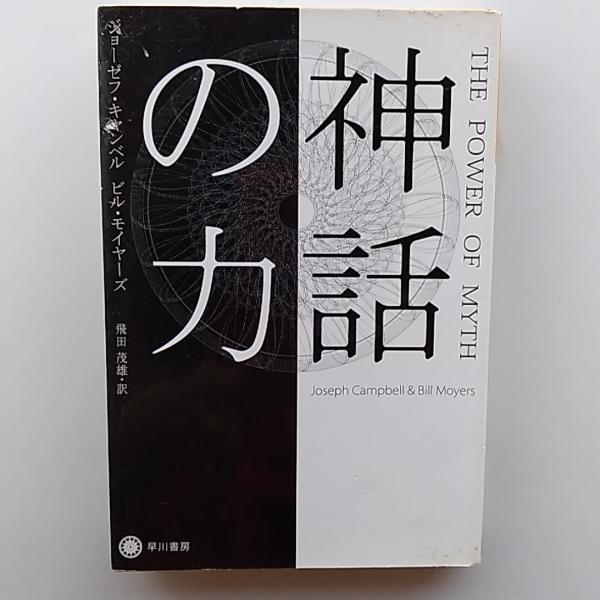 THE POWER OF MYTH
神話
の力
Joseph Campbell & Bill Moyers
ジョーゼフ・キャンベル ビル・モイヤーズ
飛田 茂雄・訳
早川書房